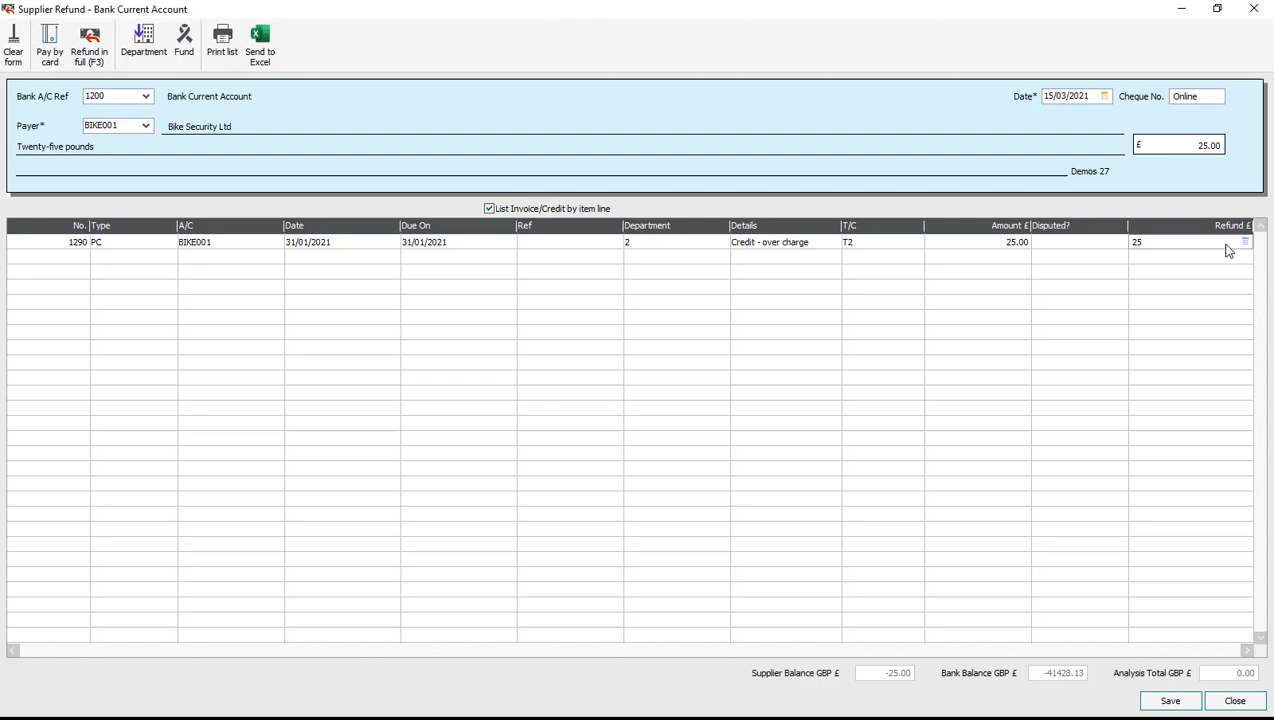 Supplier Refund - Bank Current Account
Clear form
Pay by card
Refund in full (F3)
Department
Fund
Print list
Send to Excel
Bank A/C Ref 1200 Bank Current Account Date* 15/03/2021 Cheque No. Online
Payer* BIKE001 Bike Security Ltd
Twenty-five pounds £ 25.00
Demos 27
List Invoice/Credit by item line
No. Type A/C Date Due On Ref Department Details T/C Amount £ Disputed? Refund £
1290 PC BIKE001 31/01/2021 31/01/2021 2 Credit - over charge T2 25.00 25
Supplier Balance GBP £ -25.00 Bank Balance GBP £ -41428.13 Analysis Total GBP £ 0.00
Save Close